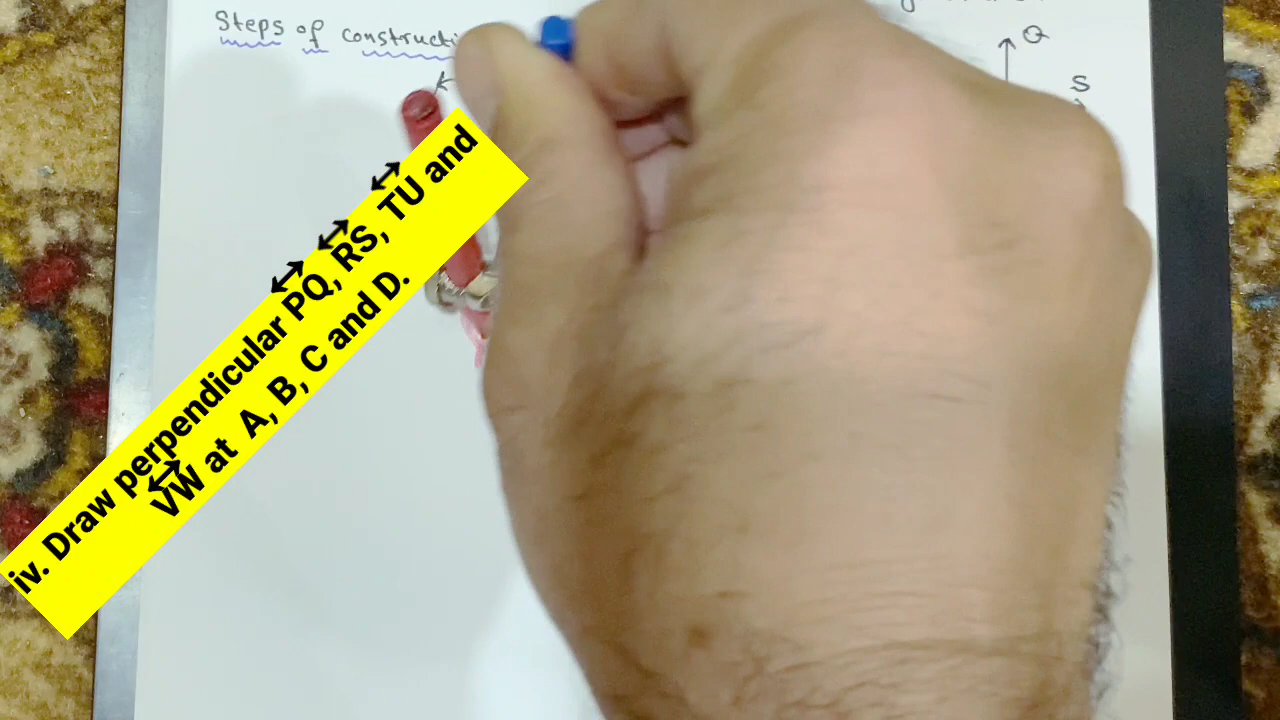 Steps of constructi
Q
S
iv. Draw perpendicular PQ, RS, TU and
VW at A, B, C and D.